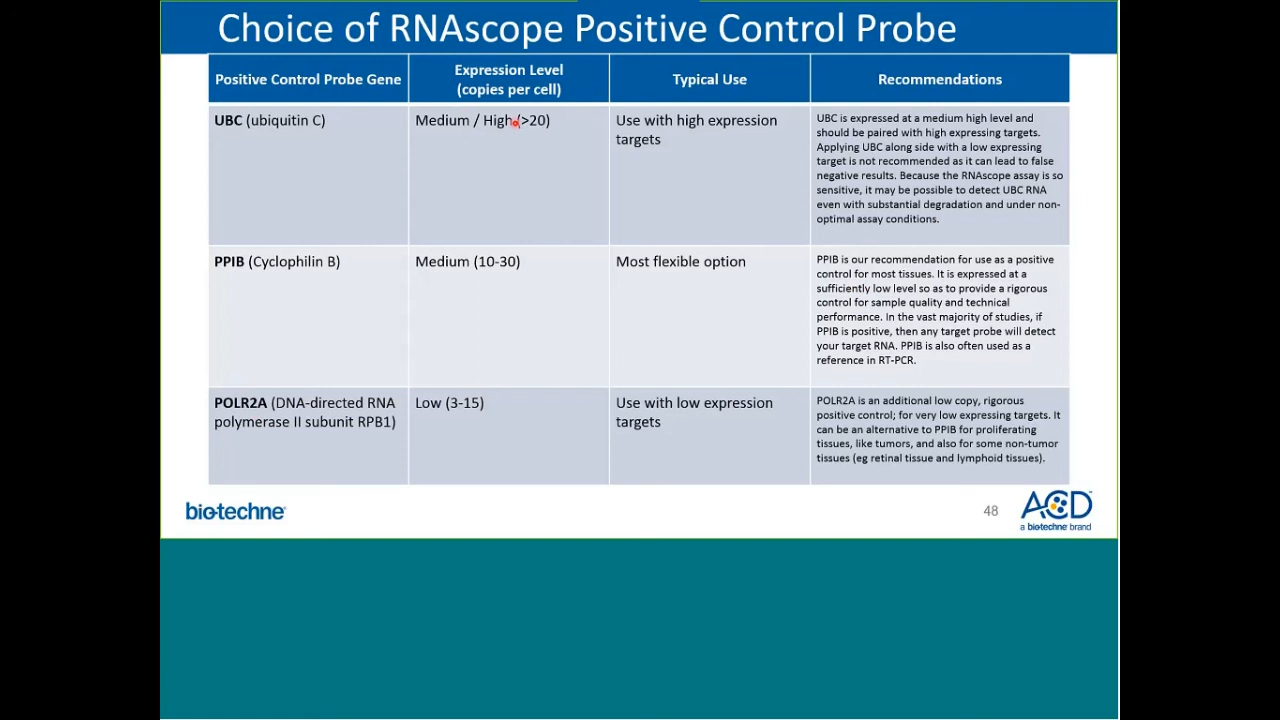 Choice of RNAscope Positive Control Probe
Positive Control Probe Gene
Expression Level
(copies per cell)
Typical Use
Recommendations
UBC (ubiquitin C)
Medium / High (>20)
Use with high expression
targets
UBC is expressed at a medium high level and
should be paired with high expressing targets.
Applying UBC along side with a low expressing
target is not recommended as it can lead to false
negative results. Because the RNAscope assay is so
sensitive, it may be possible to detect UBC RNA
even with substantial degradation and under non-
optimal assay conditions.
PPIB (Cyclophilin B)
Medium (10-30)
Most flexible option
PPIB is our recommendation for use as a positive
control for most tissues. It is expressed at a
sufficiently low level so as to provide a rigorous
control for sample quality and technical
performance. In the vast majority of studies, if
PPIB is positive, then any target probe will detect
your target RNA. PPIB is also often used as a
reference in RT-PCR.
POLR2A (DNA-directed RNA
polymerase II subunit RPB1)
Low (3-15)
Use with low expression
targets
POLR2A is an additional low copy, rigorous
positive control; for very low expressing targets. It
can be an alternative to PPIB for proliferating
tissues, like tumors, and also for some non-tumor
tissues (eg retinal tissue and lymphoid tissues).
bio-techne
48
ACD
a biotechne brand